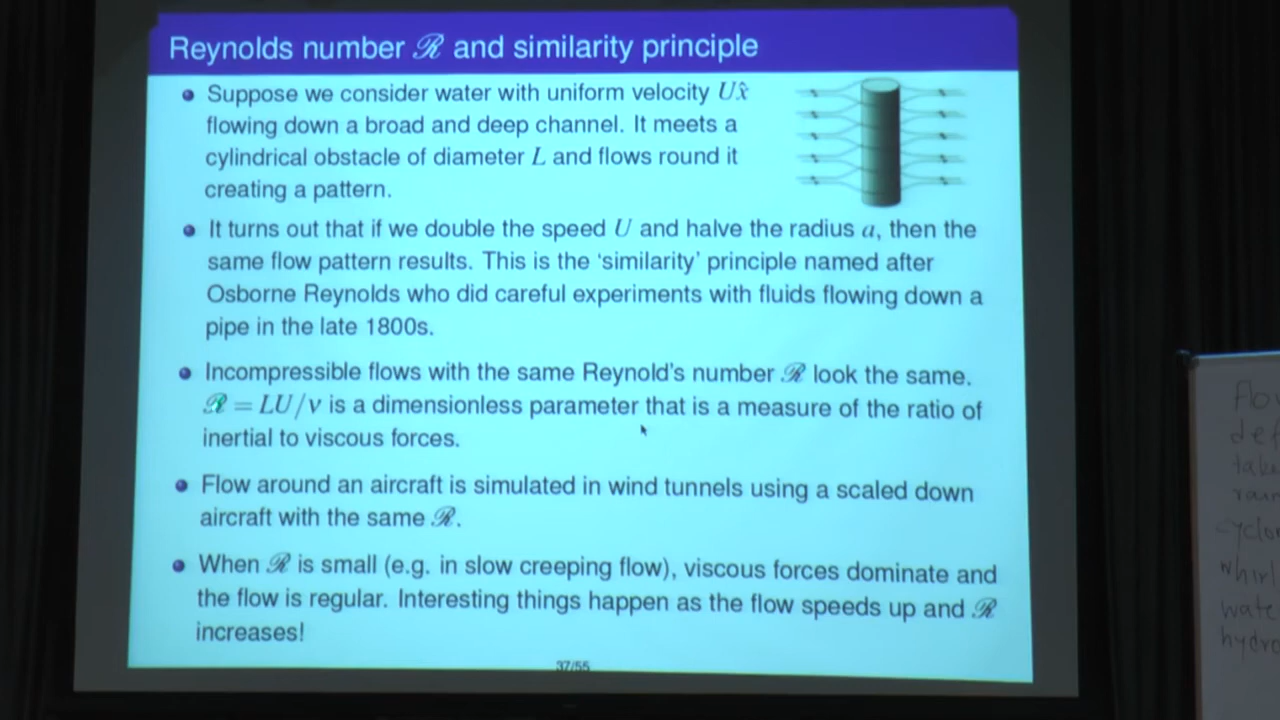 Reynolds number ℛ and similarity principle
Suppose we consider water with uniform velocity Ux̂
flowing down a broad and deep channel. It meets a
cylindrical obstacle of diameter L and flows round it
creating a pattern.
It turns out that if we double the speed U and halve the radius a, then the
same flow pattern results. This is the ‘similarity’ principle named after
Osborne Reynolds who did careful experiments with fluids flowing down a
pipe in the late 1800s.
Incompressible flows with the same Reynold's number ℛ look the same.
ℛ = LU/ν is a dimensionless parameter that is a measure of the ratio of
inertial to viscous forces.
Flow around an aircraft is simulated in wind tunnels using a scaled down
aircraft with the same ℛ.
When ℛ is small (e.g. in slow creeping flow), viscous forces dominate and
the flow is regular. Interesting things happen as the flow speeds up and ℛ
increases!
37/55